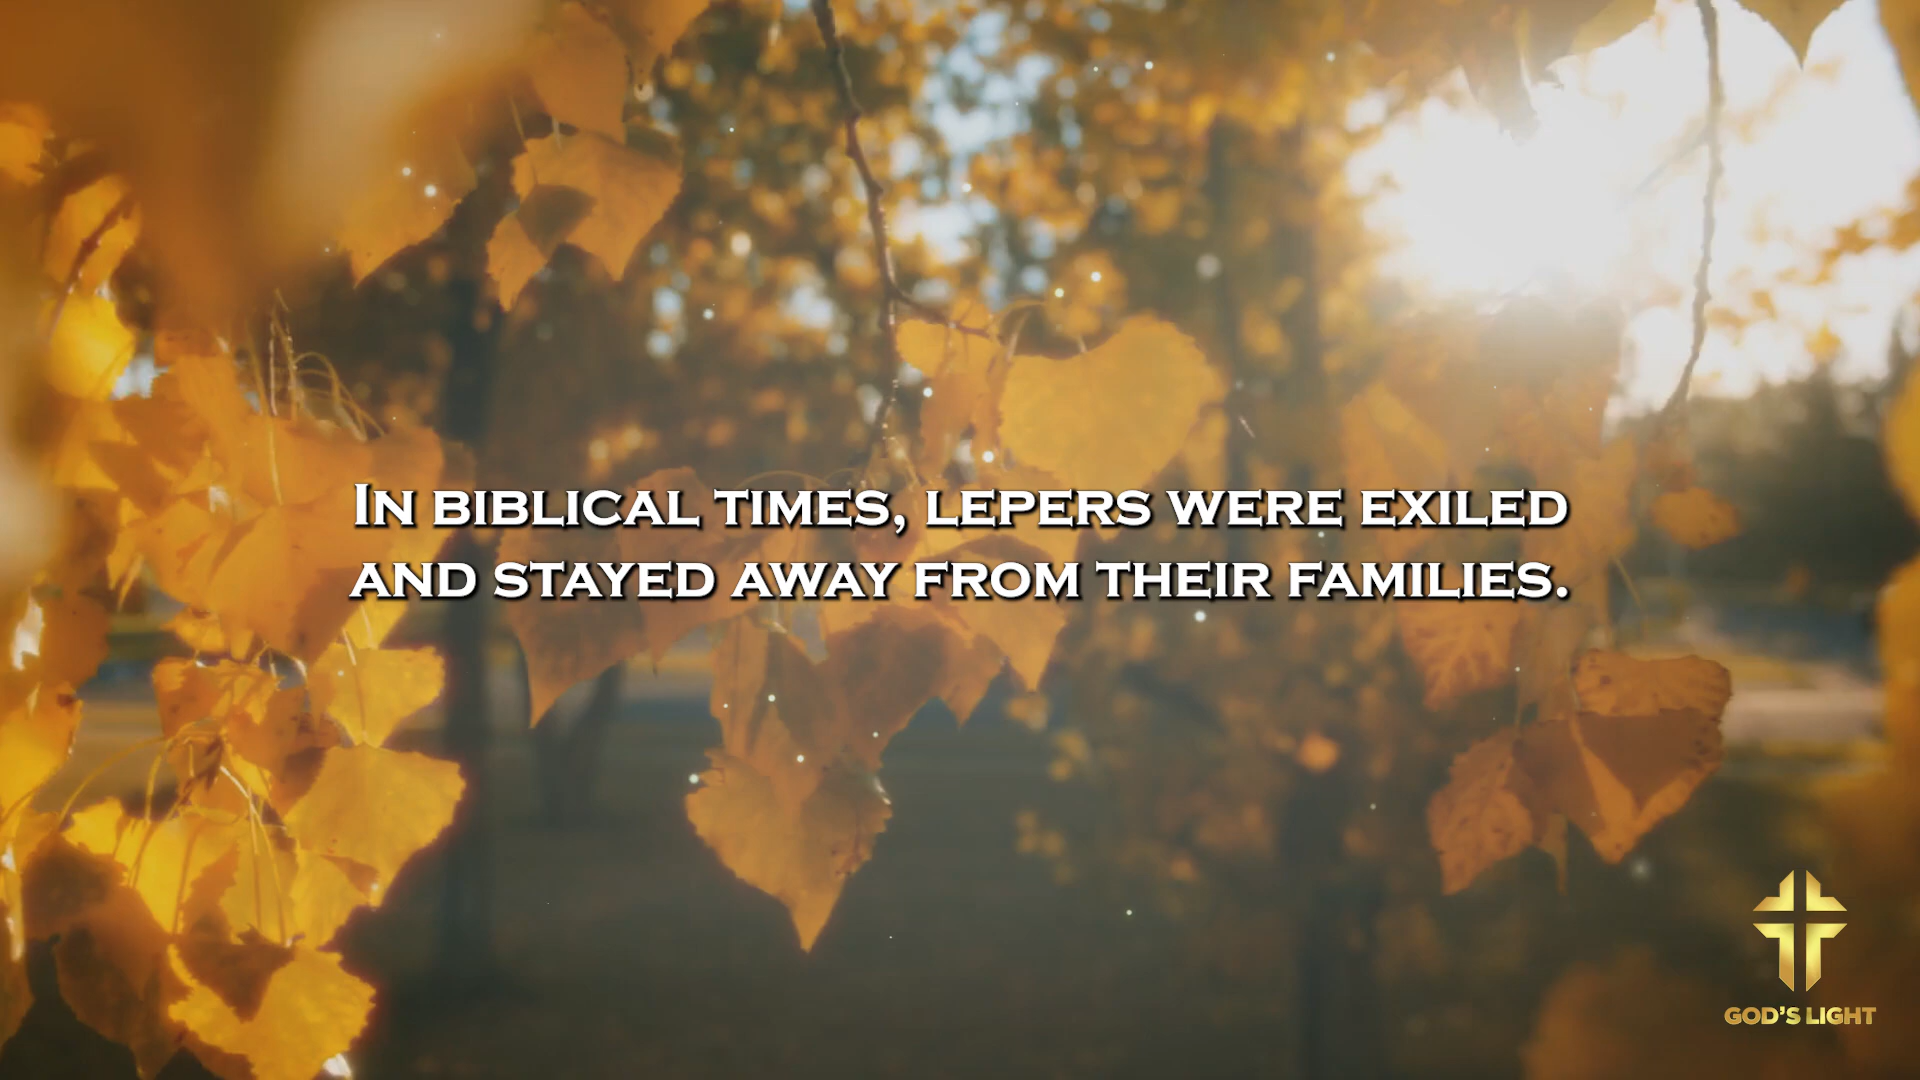 In biblical times, lepers were exiled
and stayed away from their families.
GOD'S LIGHT